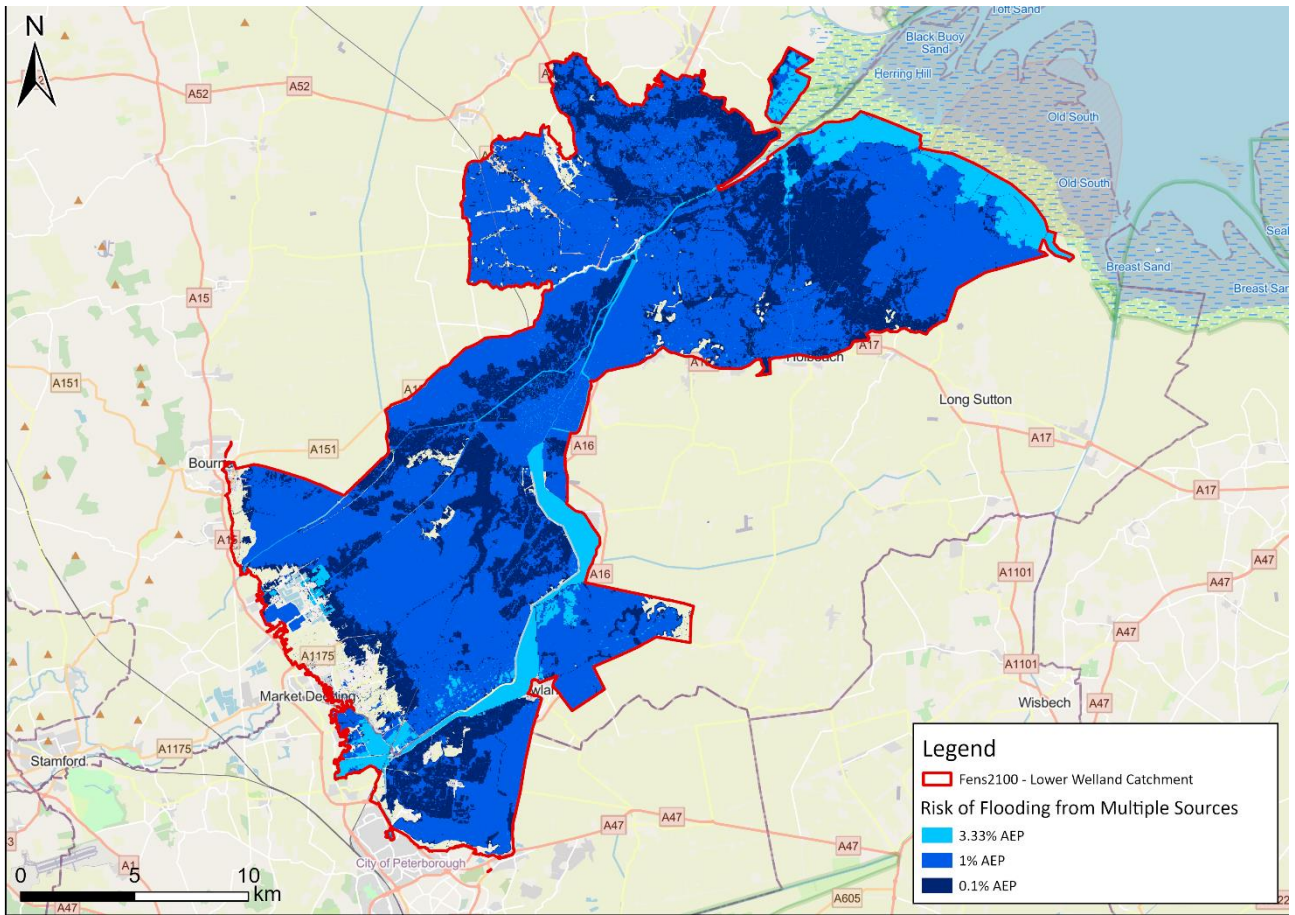 N
Toft Sand
Black Buoy
Sand
Herring Hill
A52
A52
Old South
Old South
Breast Sand
A15
A17
Long Sutton
A17
A17
A151
A151
A16
Bourne
A16
A1101
A47
A47
A1175
Market Deeping
A1101
Wisbech
A47
A1175
Stamford
A47
A47
A47
City of Peterborough
A1
A47
A605
0 5 10
km
Legend
Fens2100 - Lower Welland Catchment
Risk of Flooding from Multiple Sources
3.33% AEP
1% AEP
0.1% AEP